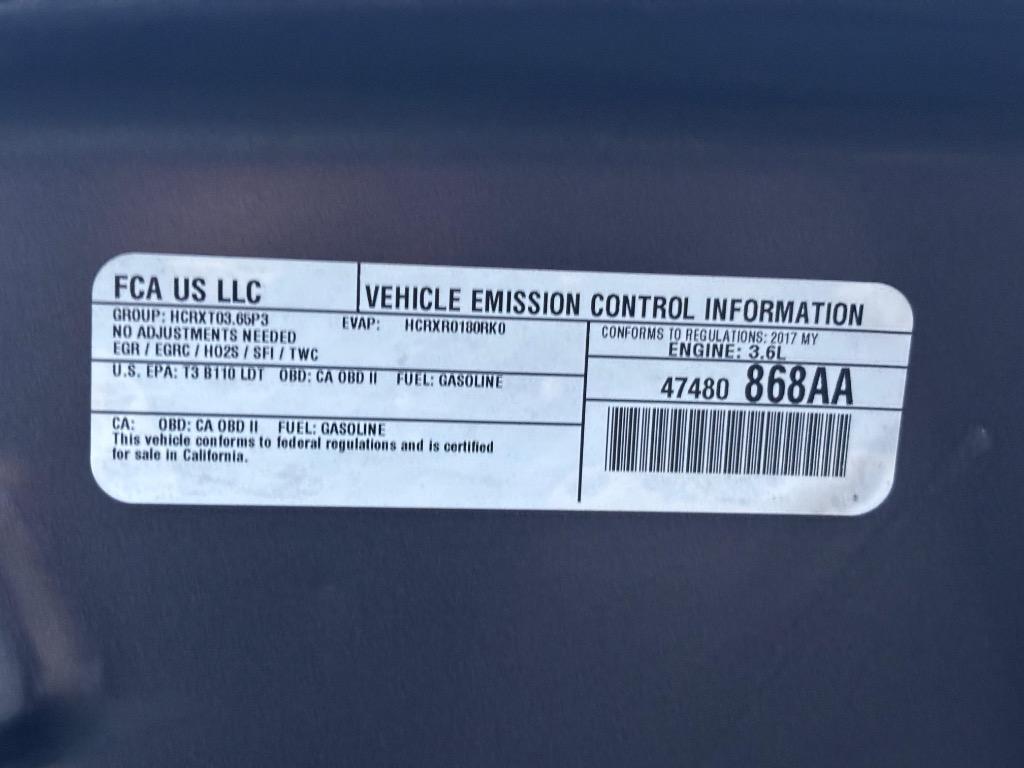 FCA US LLC
VEHICLE EMISSION CONTROL INFORMATION
GROUP: HCRXT03.65P3
EVAP: HCRXR0180RK0
NO ADJUSTMENTS NEEDED
EGR / EGRC / HO2S / SFI / TWC
CONFORMS TO REGULATIONS: 2017 MY
ENGINE: 3.6L
U.S. EPA: T3 B110 LDT OBD: CA OBD II FUEL: GASOLINE
47480 868AA
CA: OBD: CA OBD II FUEL: GASOLINE
This vehicle conforms to federal regulations and is certified
for sale in California.